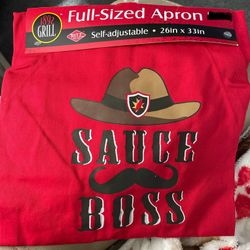 GRILL
Full-Sized Apron
Self-adjustable • 26in x 33in
SAUCE
BOSS